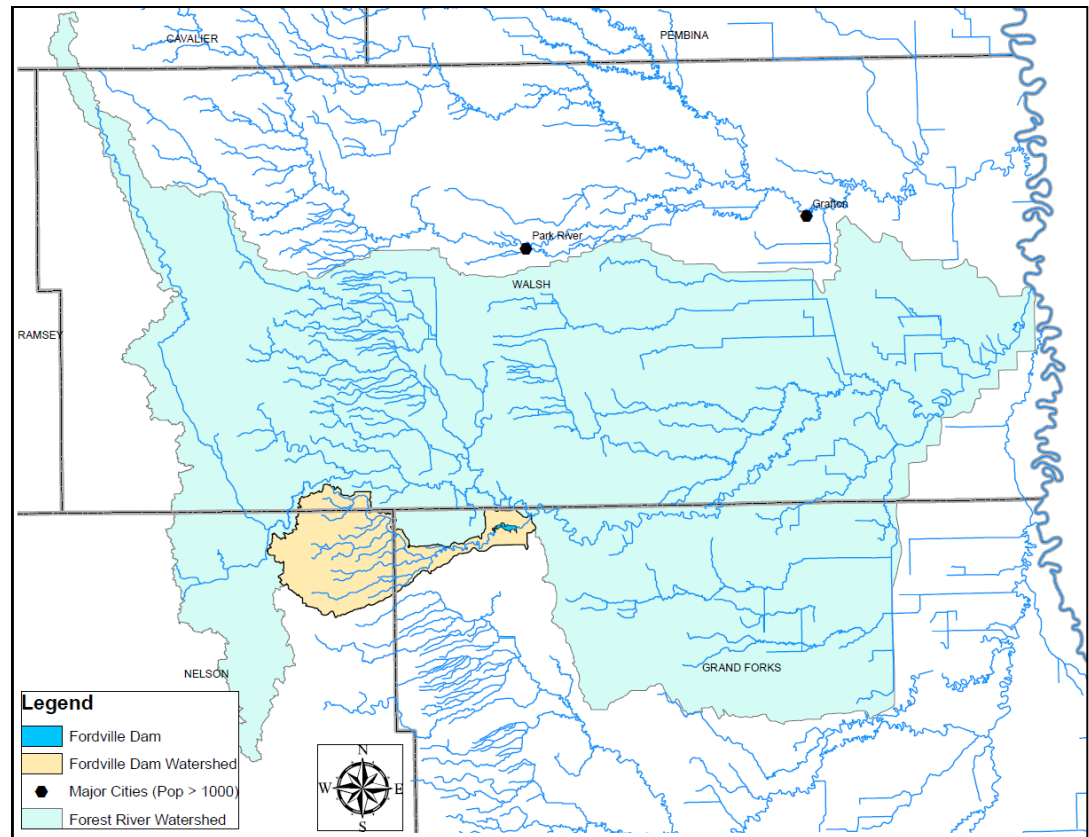 CAVALIER
PEMBINA
Grafton
Park River
WALSH
RAMSEY
GRAND FORKS
NELSON
Legend
Fordville Dam
Fordville Dam Watershed
Major Cities (Pop > 1000)
Forest River Watershed
N
W E
S